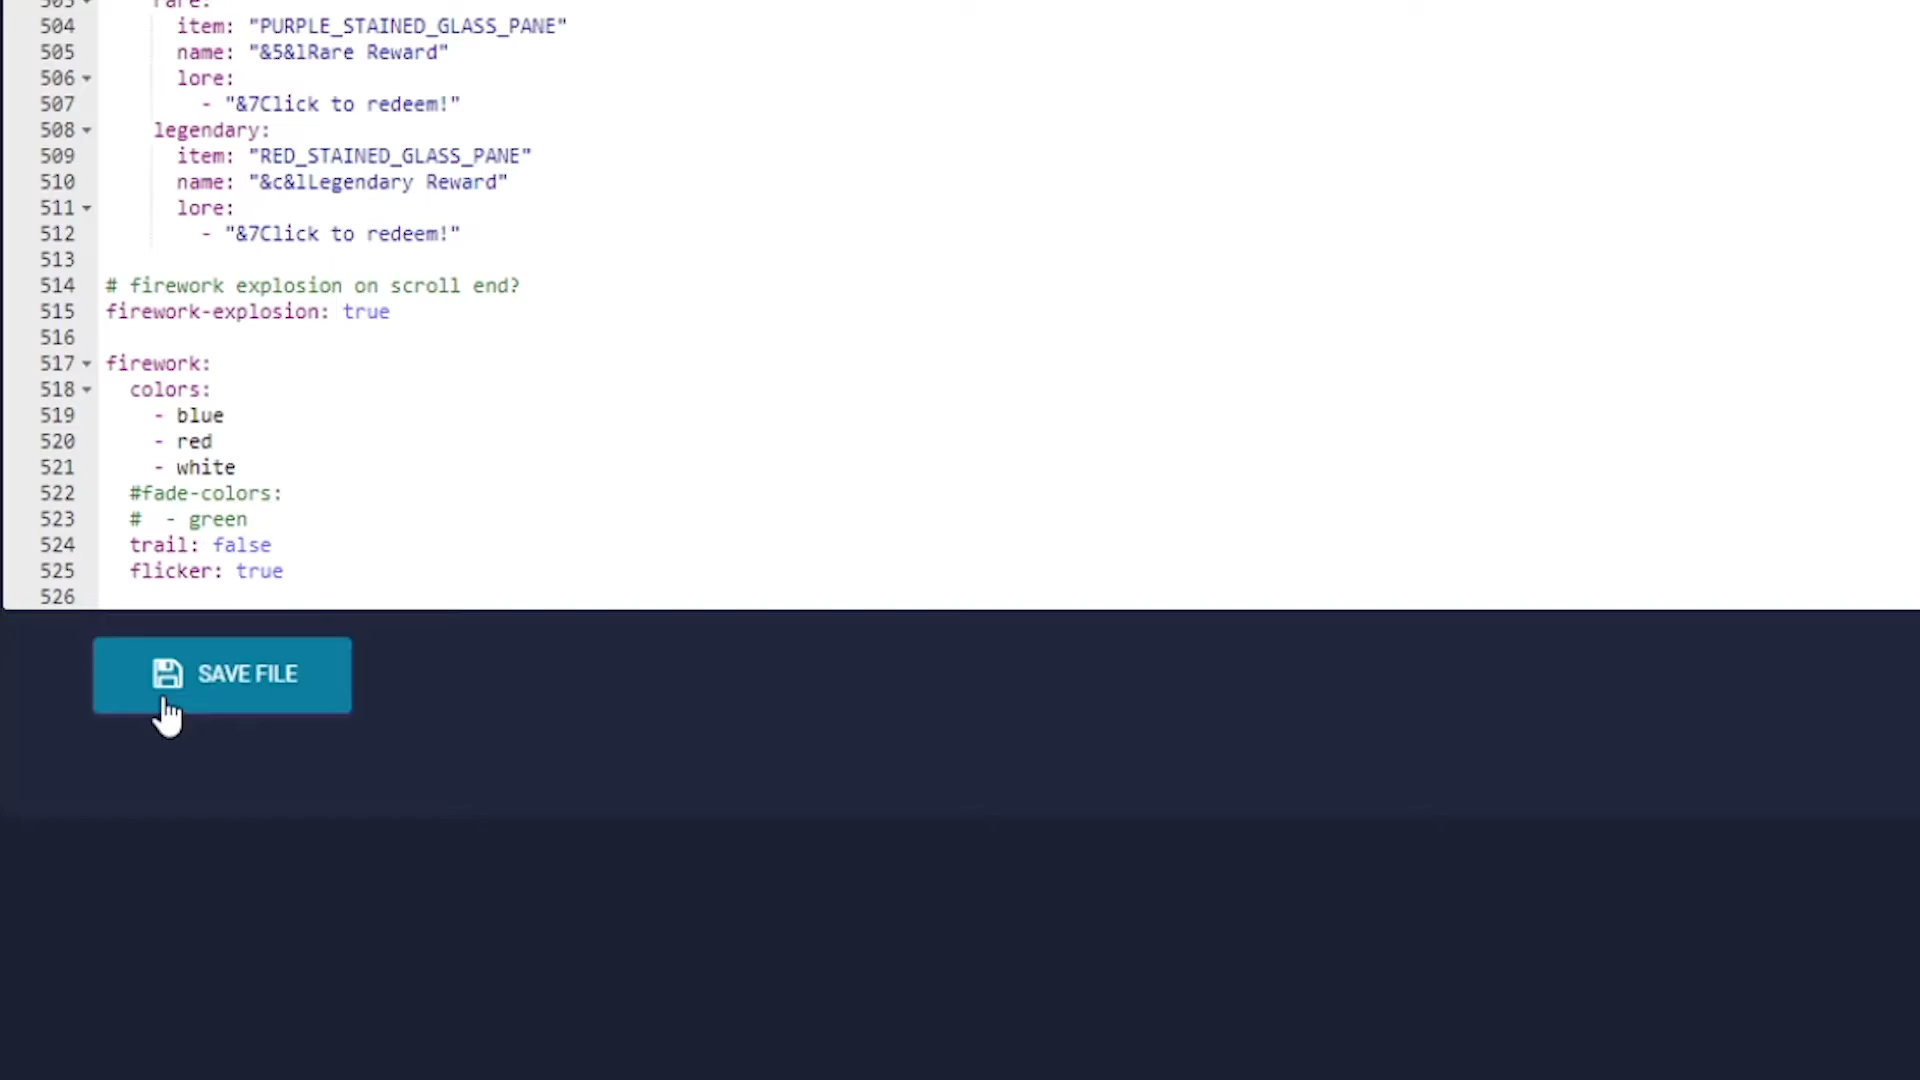 503 rare:
504 item: "PURPLE_STAINED_GLASS_PANE"
505 name: "&5&lRare Reward"
506 lore:
507 - "&7Click to redeem!"
508 legendary:
509 item: "RED_STAINED_GLASS_PANE"
510 name: "&c&lLegendary Reward"
511 lore:
512 - "&7Click to redeem!"
513
514 # firework explosion on scroll end?
515 firework-explosion: true
516
517 firework:
518 colors:
519 - blue
520 - red
521 - white
522 #fade-colors:
523 # - green
524 trail: false
525 flicker: true
526
SAVE FILE